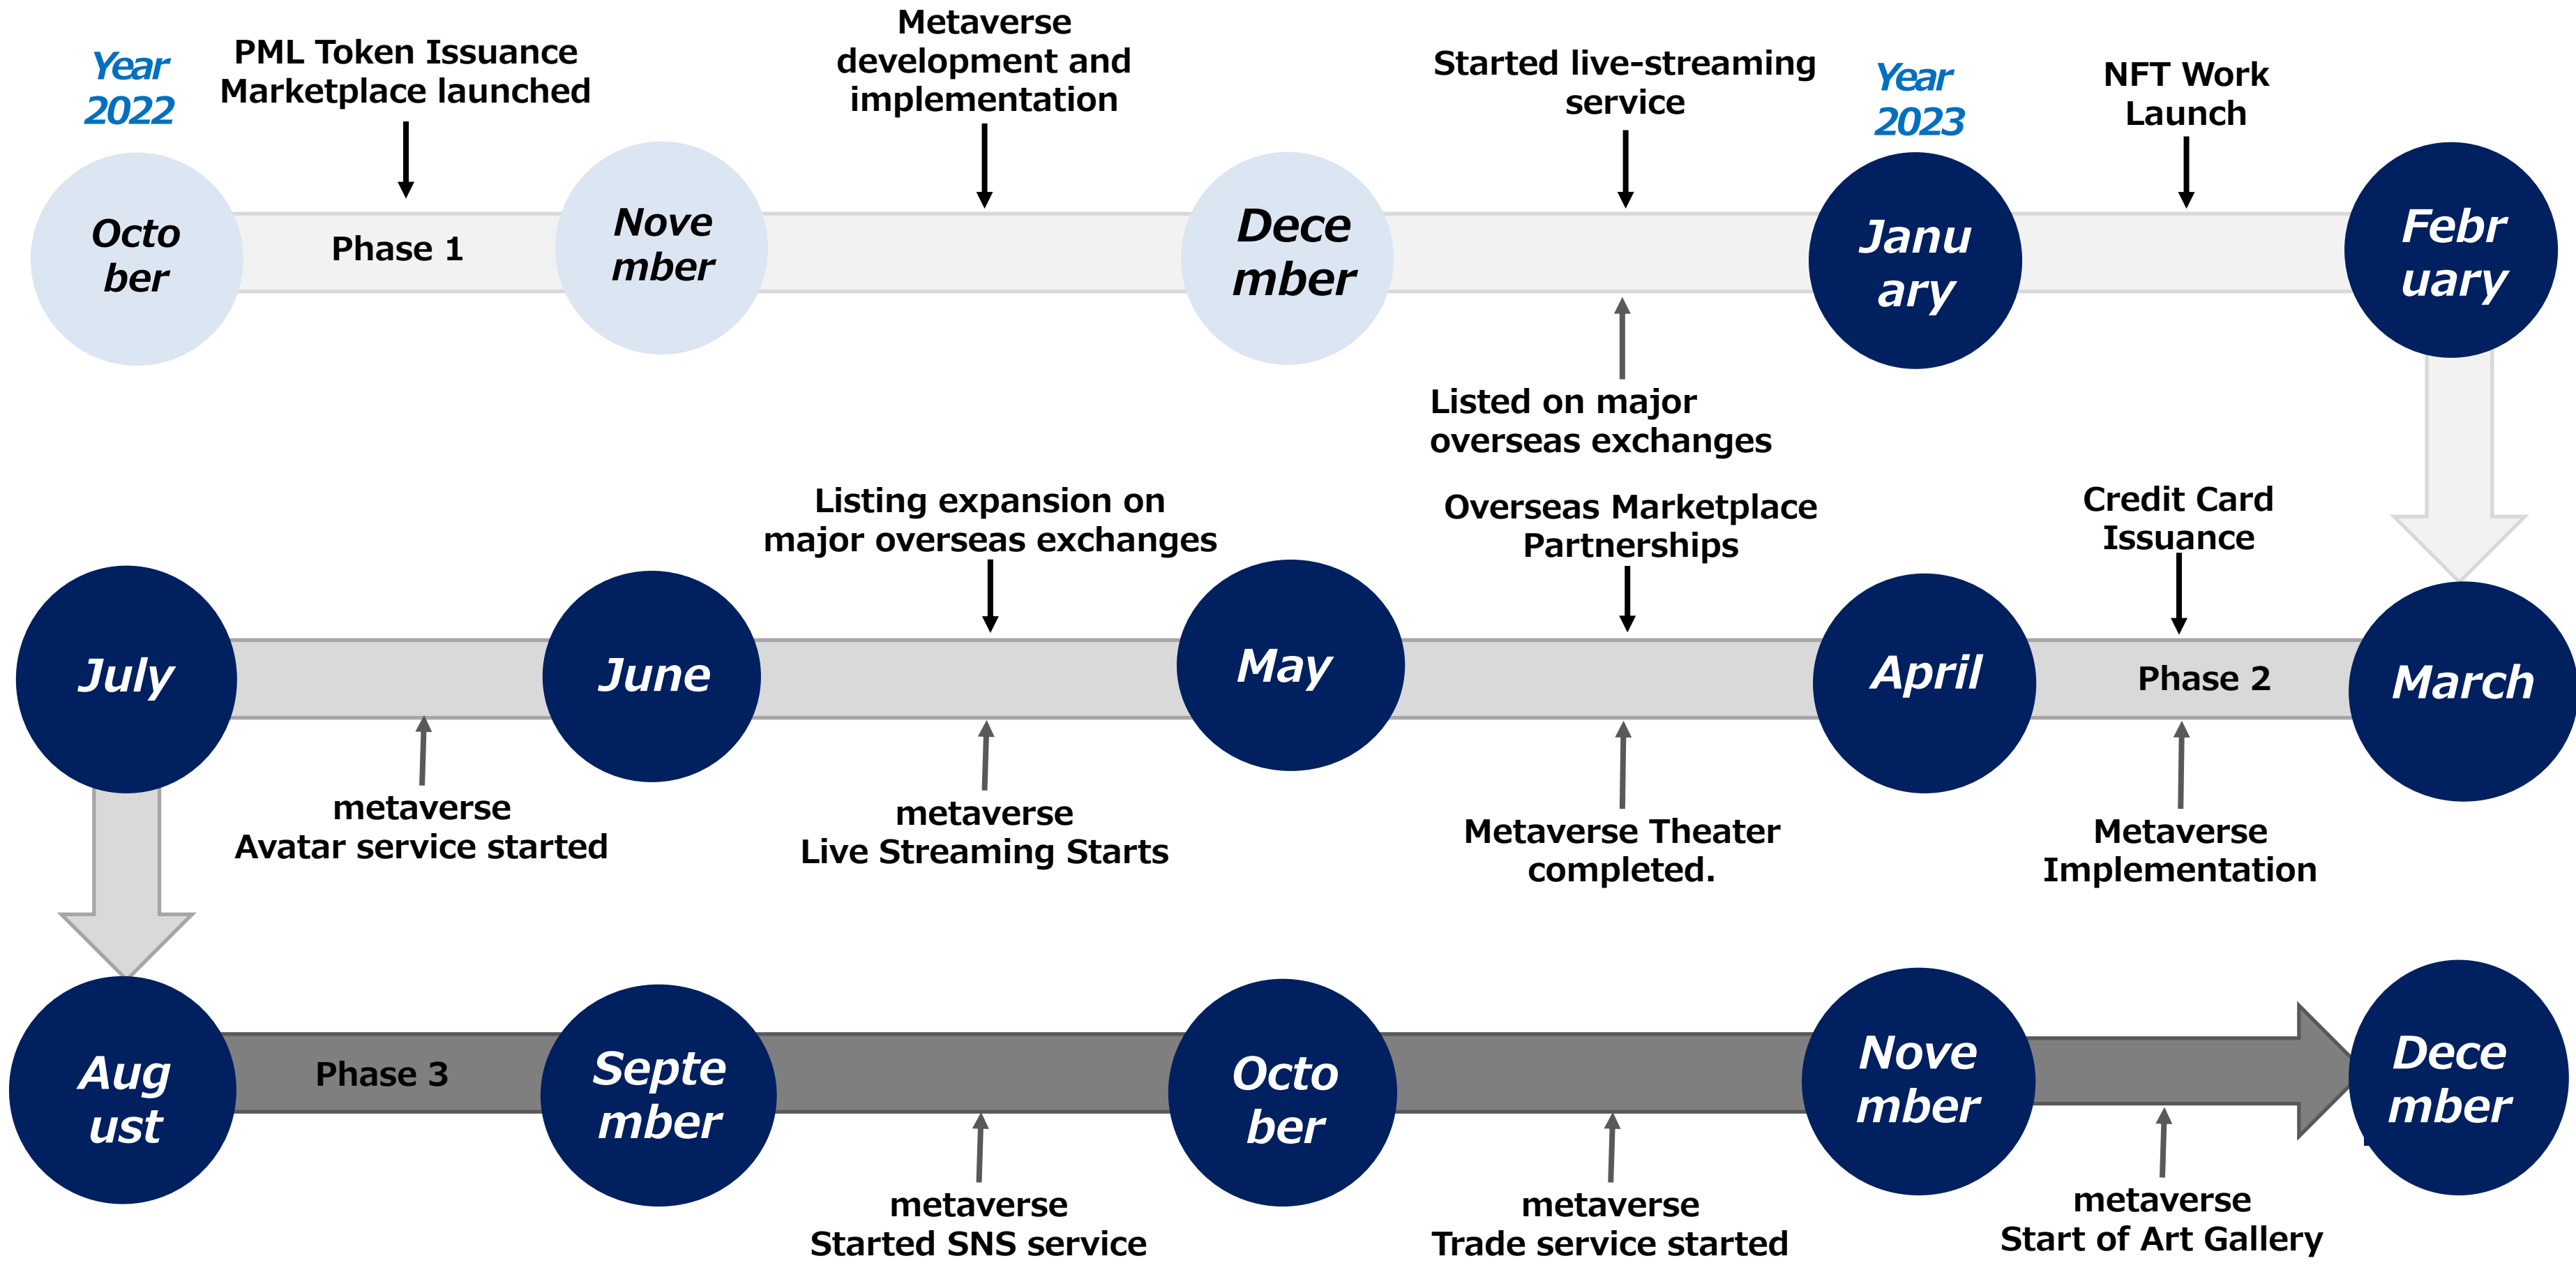 Year
2022
PML Token Issuance
Marketplace launched
Metaverse
development and
implementation
Started live-streaming
service
Year
2023
NFT Work
Launch
Octo
ber
Phase 1
Nove
mber
Dece
mber
Janu
ary
Febr
uary
Listed on major
overseas exchanges
Listing expansion on
major overseas exchanges
Overseas Marketplace
Partnerships
Credit Card
Issuance
July
June
May
April
Phase 2
March
metaverse
Avatar service started
metaverse
Live Streaming Starts
Metaverse Theater
completed.
Metaverse
Implementation
Aug
ust
Phase 3
Septe
mber
Octo
ber
Nove
mber
Dece
mber
metaverse
Started SNS service
metaverse
Trade service started
metaverse
Start of Art Gallery